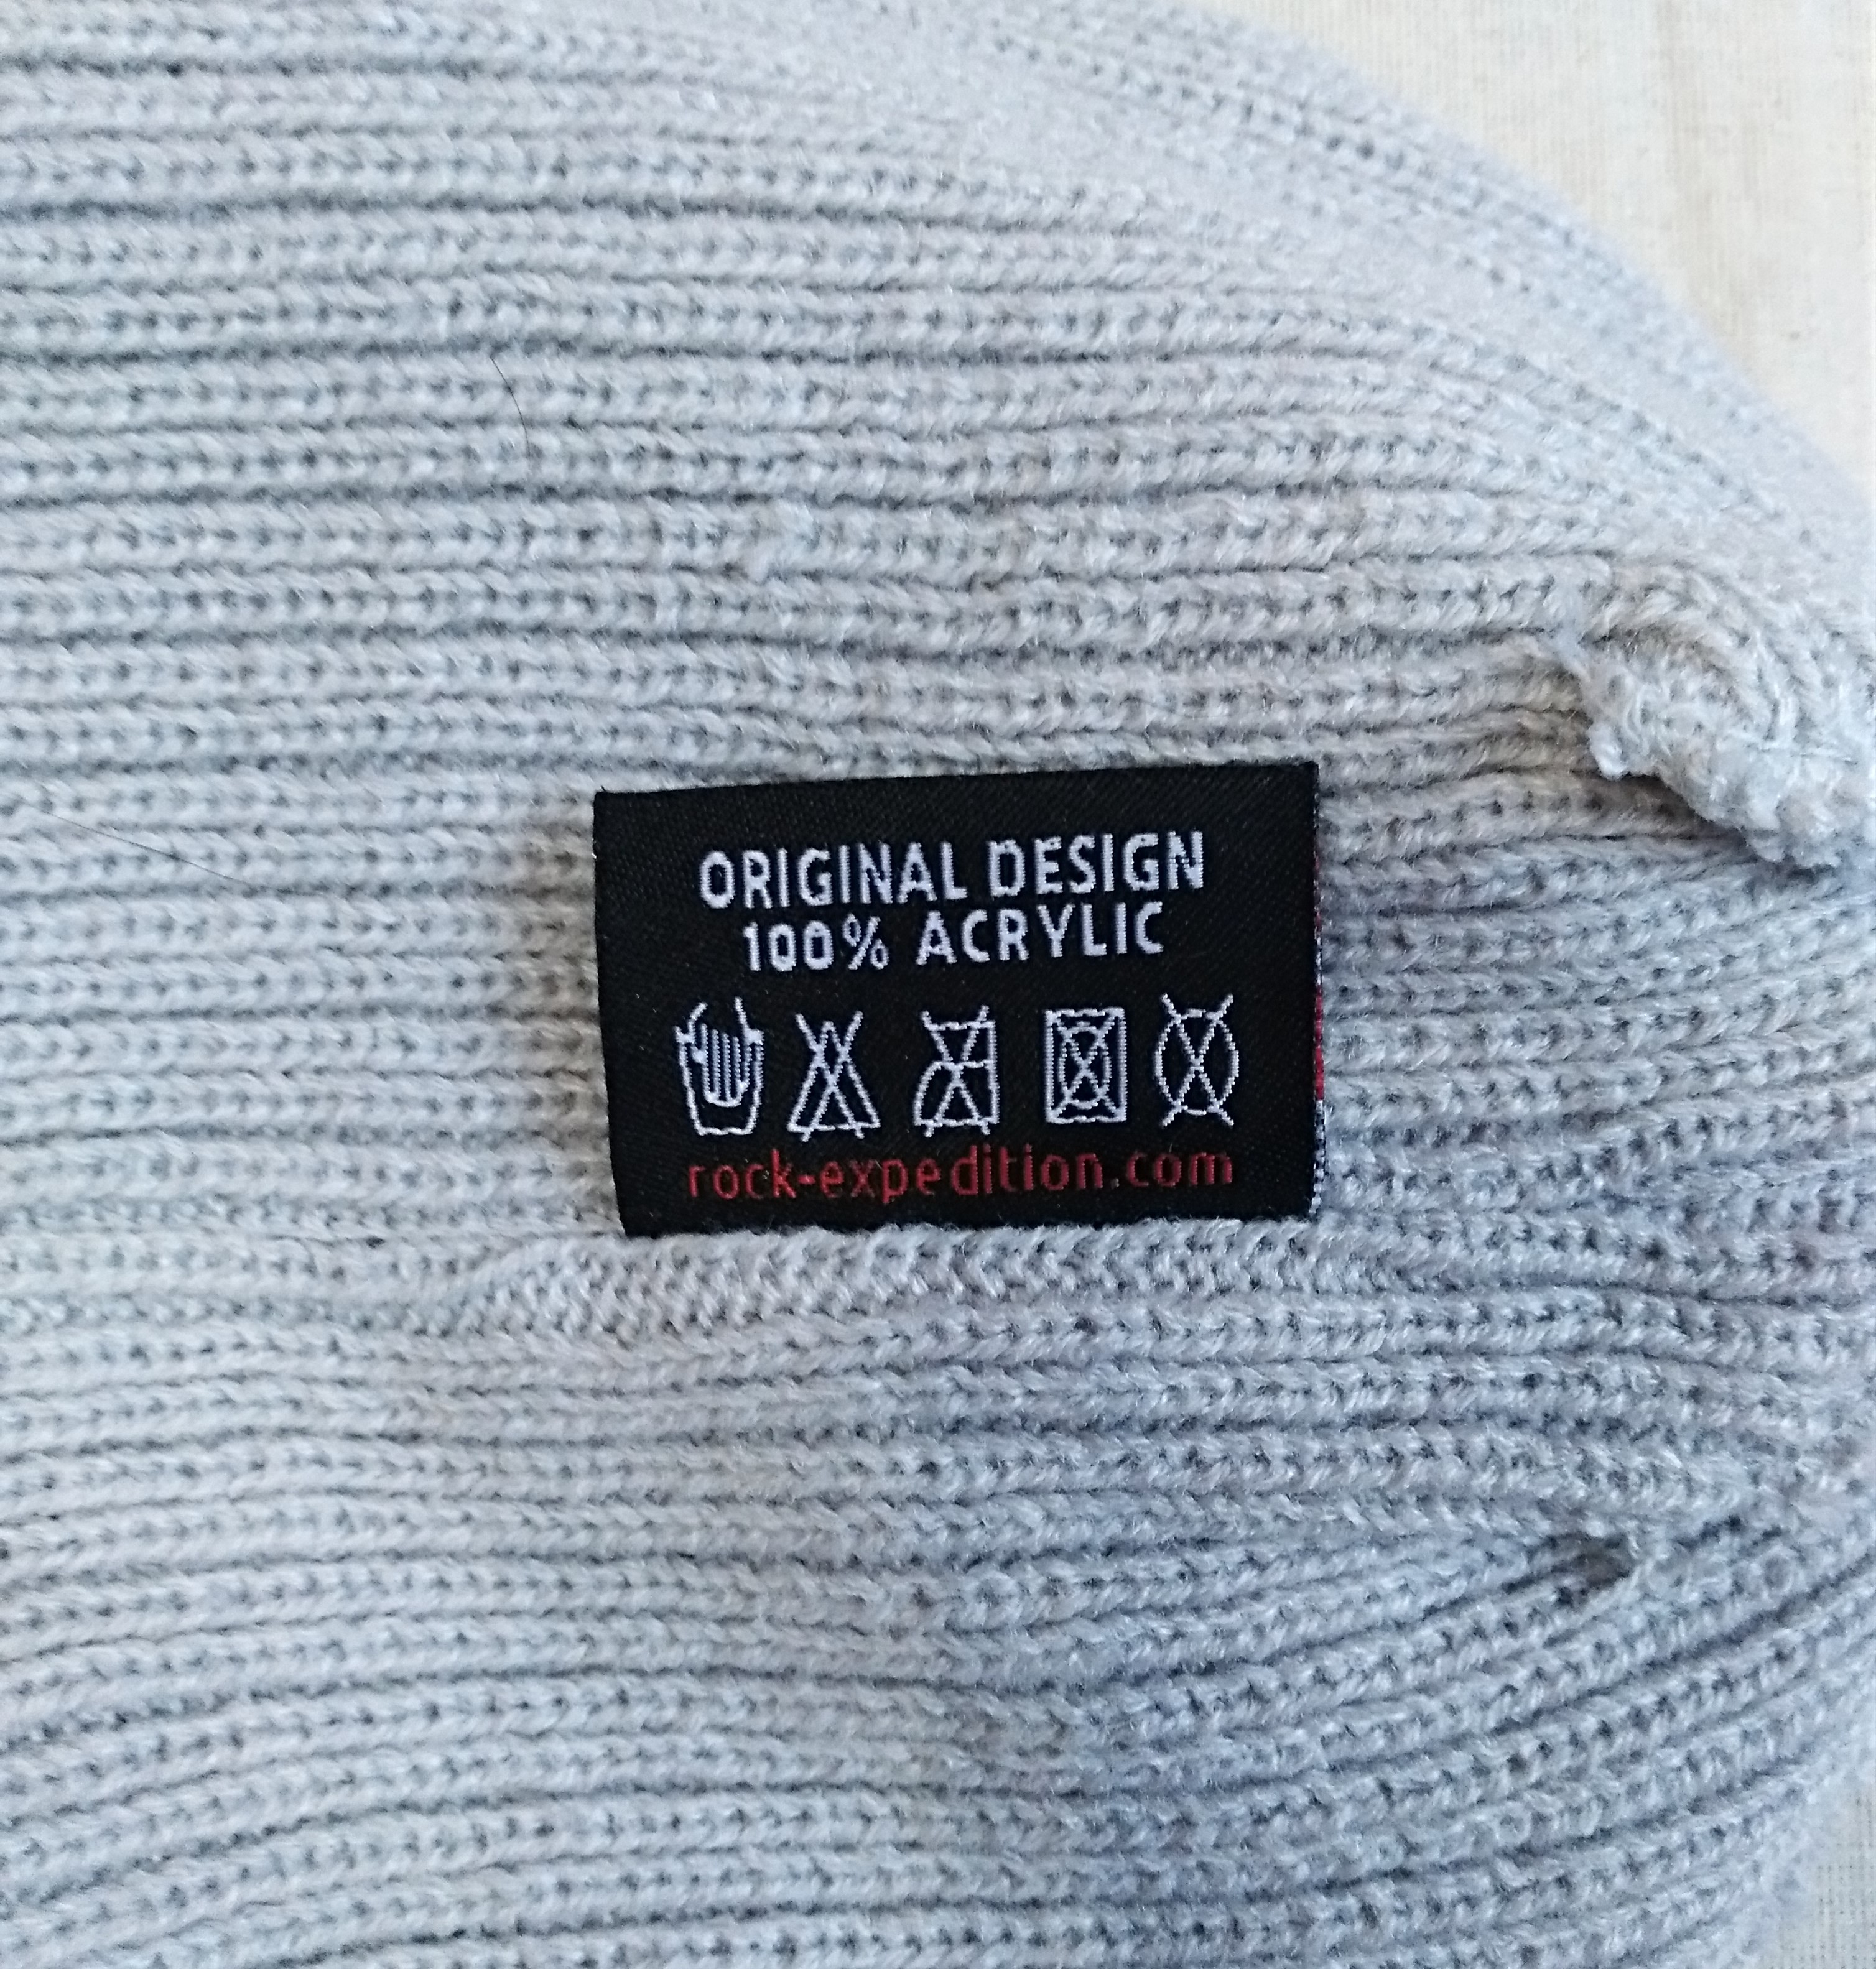 ORIGINAL DESIGN
100% ACRYLIC
rock-expedition.com